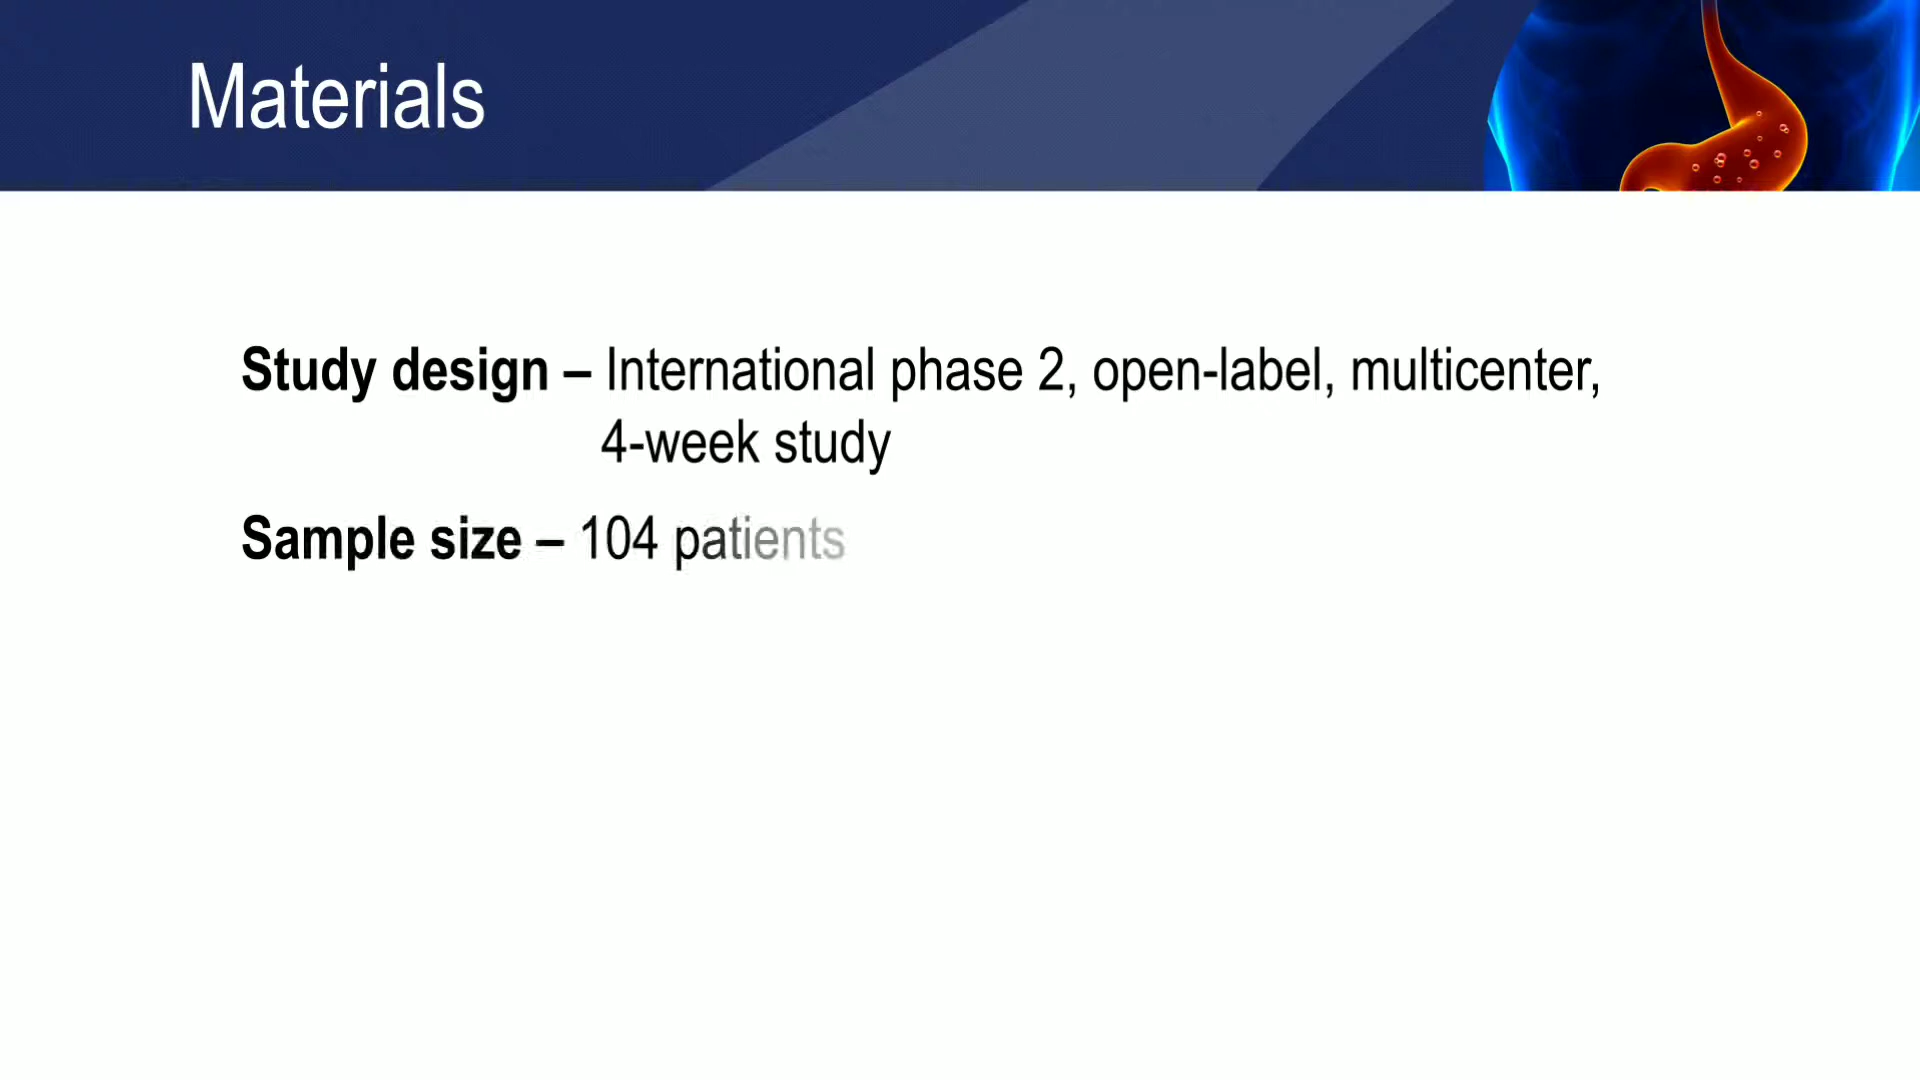 Materials
Study design – International phase 2, open-label, multicenter,
4-week study
Sample size – 104 patients